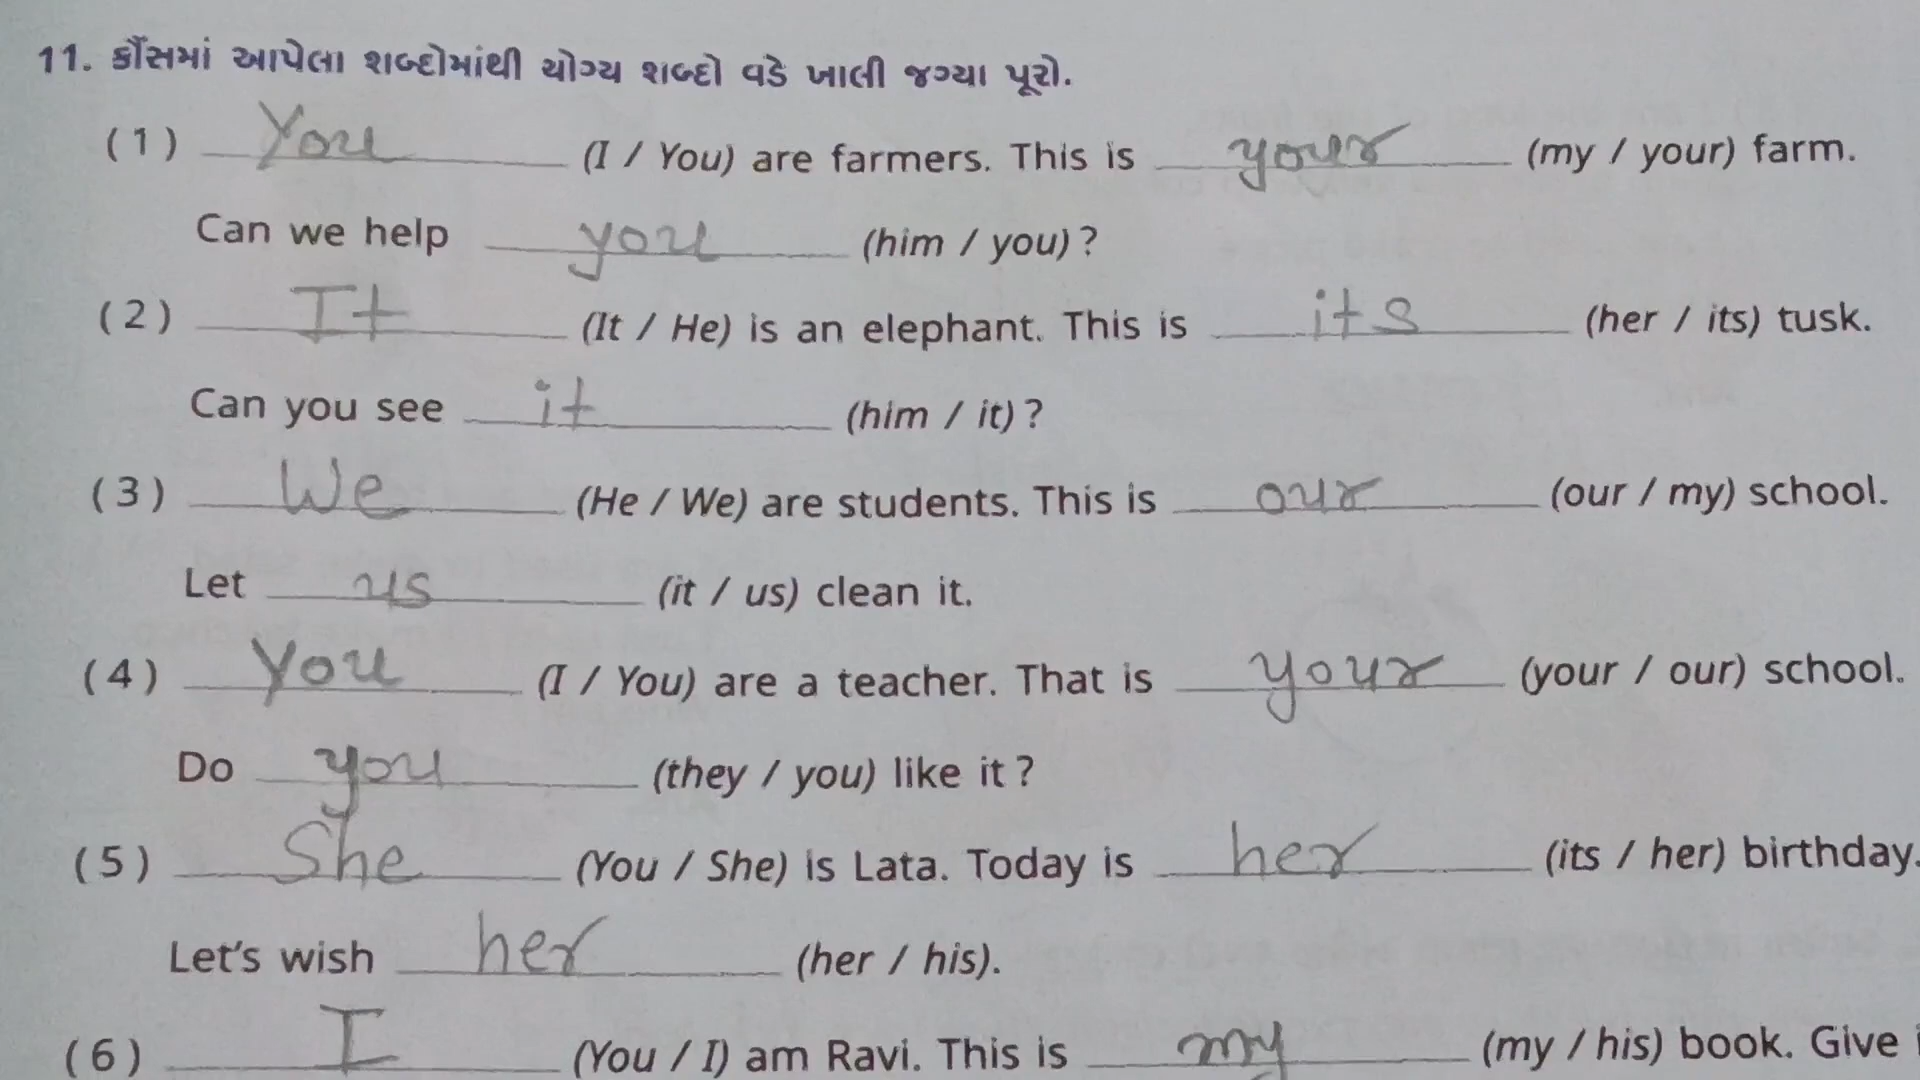 11. કૌંસમાં આપેલા શબ્દોમાંથી યોગ્ય શબ્દો વડે ખાલી જગ્યા પૂરો.
(1) You (I / You) are farmers. This is your (my / your) farm.
Can we help you (him / you) ?
(2) It (It / He) is an elephant. This is its (her / its) tusk.
Can you see it (him / it) ?
(3) We (He / We) are students. This is our (our / my) school.
Let us (it / us) clean it.
(4) You (I / You) are a teacher. That is your (your / our) school.
Do you (they / you) like it ?
(5) She (You / She) is Lata. Today is her (its / her) birthday.
Let's wish her (her / his).
(6) I (You / I) am Ravi. This is my (my / his) book. Give